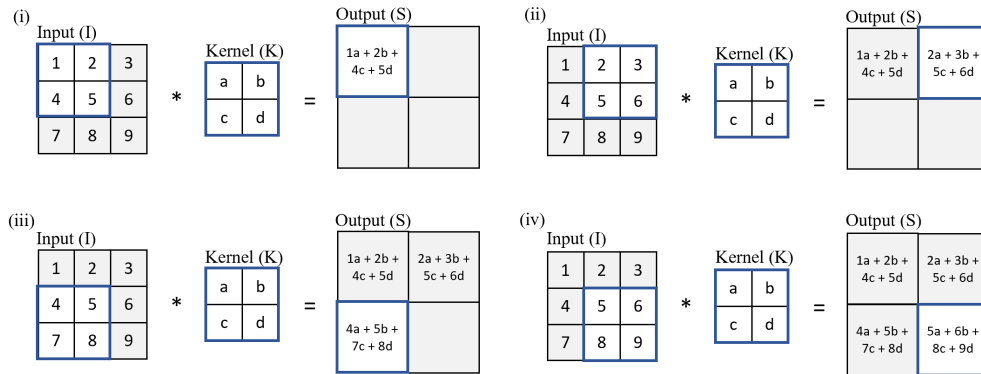 (i)
Input (I)
1 2 3
4 5 6
7 8 9
*
Kernel (K)
a b
c d
=
Output (S)
1a + 2b +
4c + 5d
(ii)
Input (I)
1 2 3
4 5 6
7 8 9
*
Kernel (K)
a b
c d
=
Output (S)
1a + 2b + 2a + 3b +
4c + 5d 5c + 6d
(iii)
Input (I)
1 2 3
4 5 6
7 8 9
*
Kernel (K)
a b
c d
=
Output (S)
1a + 2b + 2a + 3b +
4c + 5d 5c + 6d
4a + 5b +
7c + 8d
(iv)
Input (I)
1 2 3
4 5 6
7 8 9
*
Kernel (K)
a b
c d
=
Output (S)
1a + 2b + 2a + 3b +
4c + 5d 5c + 6d
4a + 5b + 5a + 6b +
7c + 8d 8c + 9d